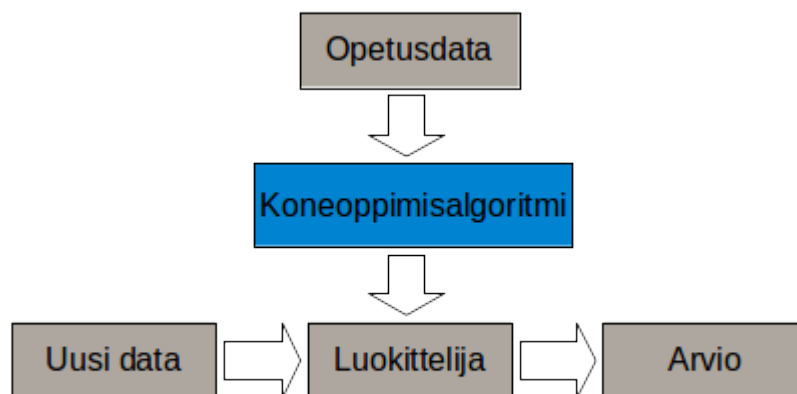 Opetusdata
Koneoppimisalgoritmi
Uusi data
Luokittelija
Arvio